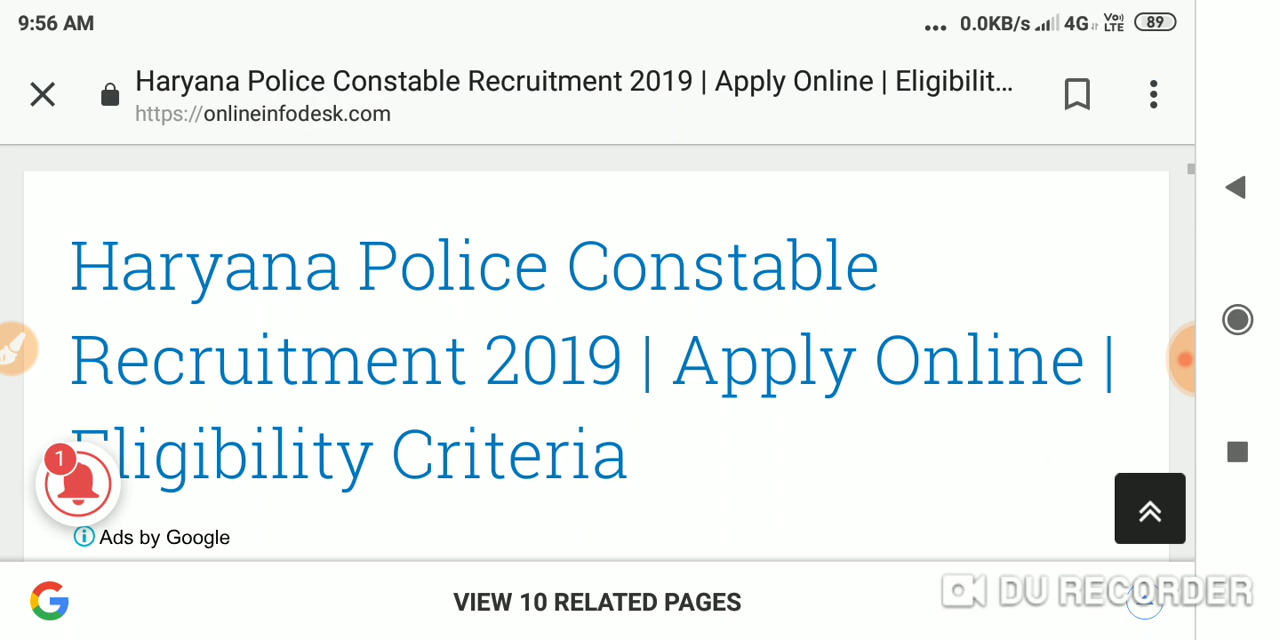 9:56 AM
... 0.0KB/s 4G Vo) LTE 89
Haryana Police Constable Recruitment 2019 | Apply Online | Eligibilit...
https://onlineinfodesk.com
Haryana Police Constable
Recruitment 2019 | Apply Online |
Eligibility Criteria
1
Ads by Google
VIEW 10 RELATED PAGES
DU RECORDER